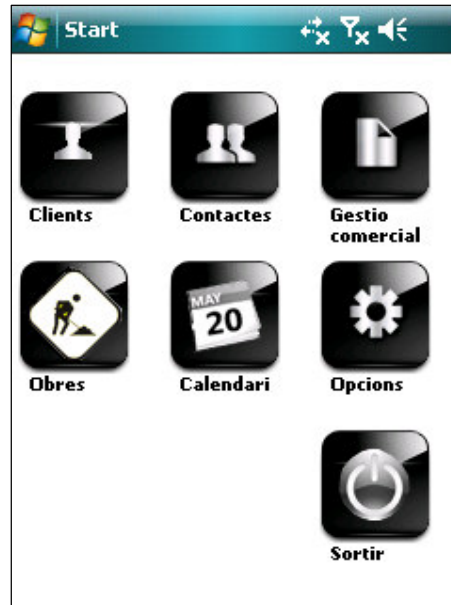 Start
Clients
Contactes
Gestio
comercial
Obres
MAY
20
Calendari
Opcions
Sortir